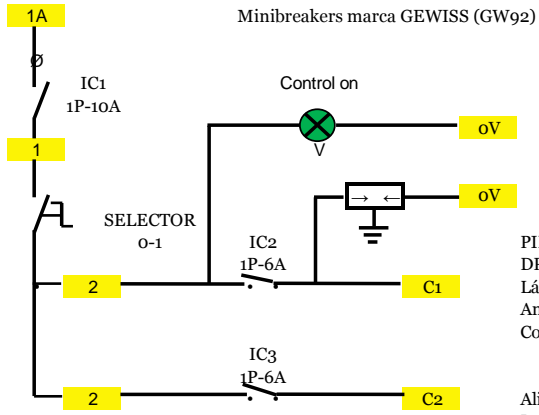 1A
Minibreakers marca GEWISS (GW92)
Ø
IC1
1P-10A
Control on
V
0V
1
→ ←
0V
SELECTOR
0-1
IC2
1P-6A
2
C1
IC3
1P-6A
2
C2